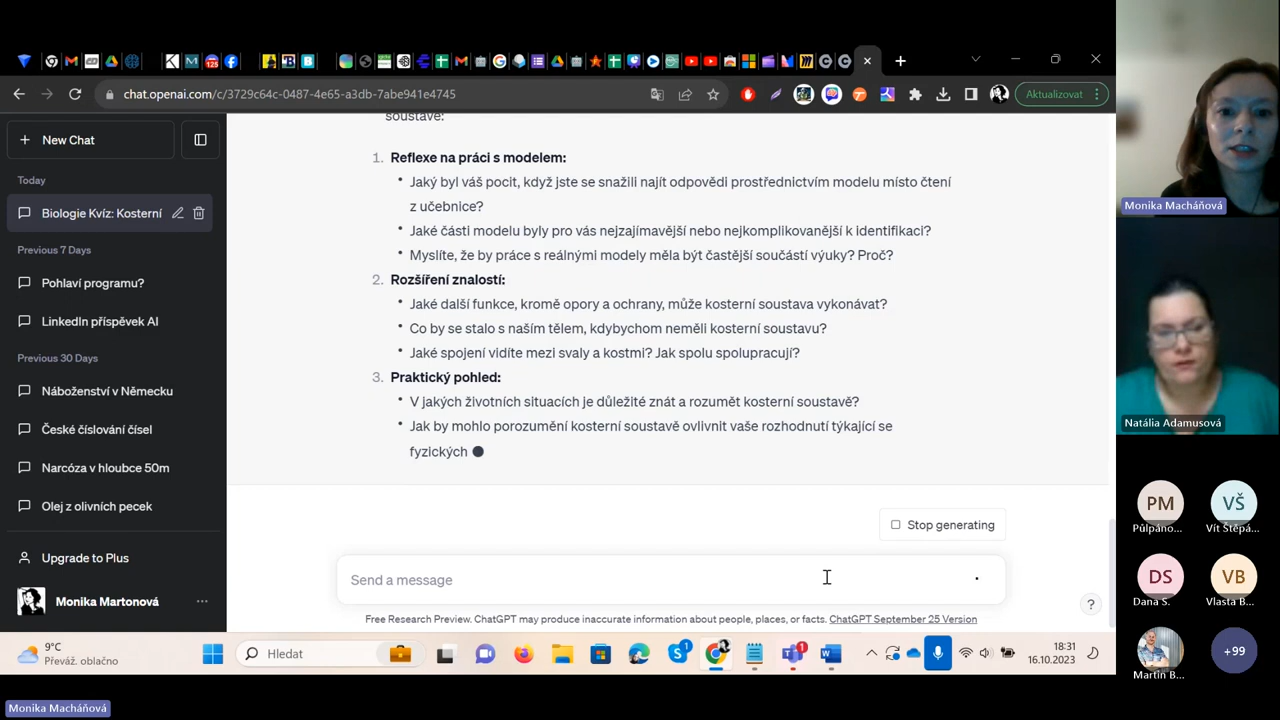 chat.openai.com/c/3729c64c-0487-4e65-a3db-7abe941e4745
Aktualizovat
New Chat
Today
Biologie Kvíz: Kosterní
Previous 7 Days
Pohlaví programu?
LinkedIn příspěvek AI
Previous 30 Days
Náboženství v Německu
České číslování čísel
Narcóza v hloubce 50m
Olej z olivních pecek
Upgrade to Plus
Monika Martonová
soustavě:
1. Reflexe na práci s modelem:
• Jaký byl váš pocit, když jste se snažili najít odpovědi prostřednictvím modelu místo čtení
z učebnice?
• Jaké části modelu byly pro vás nejzajímavější nebo nejkomplikovanější k identifikaci?
• Myslíte, že by práce s reálnými modely měla být častější součástí výuky? Proč?
2. Rozšíření znalostí:
• Jaké další funkce, kromě opory a ochrany, může kosterní soustava vykonávat?
• Co by se stalo s naším tělem, kdybychom neměli kosterní soustavu?
• Jaké spojení vidíte mezi svaly a kostmi? Jak spolu spolupracují?
3. Praktický pohled:
• V jakých životních situacích je důležité znát a rozumět kosterní soustavě?
• Jak by mohlo porozumění kosterní soustavě ovlivnit vaše rozhodnutí týkající se
fyzických
Stop generating
Send a message
Free Research Preview. ChatGPT may produce inaccurate information about people, places, or facts. ChatGPT September 25 Version
?
9°C
Převáž. oblačno
Hledat
18:31
16.10.2023
Monika Macháňová
Monika Macháňová
Natália Adamusová
PM
Půlpáno...
VŠ
Vít Štěpá...
DS
Dana S.
VB
Vlasta B...
Martin B...
+99